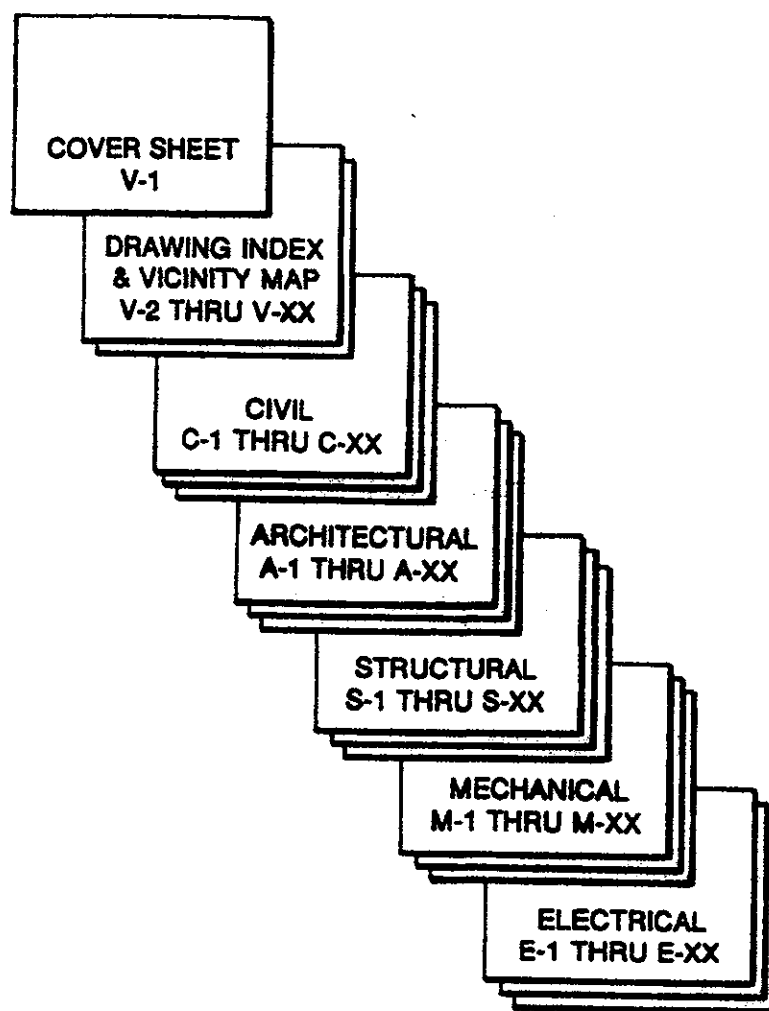 COVER SHEET
V-1
DRAWING INDEX
& VICINITY MAP
V-2 THRU V-XX
CIVIL
C-1 THRU C-XX
ARCHITECTURAL
A-1 THRU A-XX
STRUCTURAL
S-1 THRU S-XX
MECHANICAL
M-1 THRU M-XX
ELECTRICAL
E-1 THRU E-XX